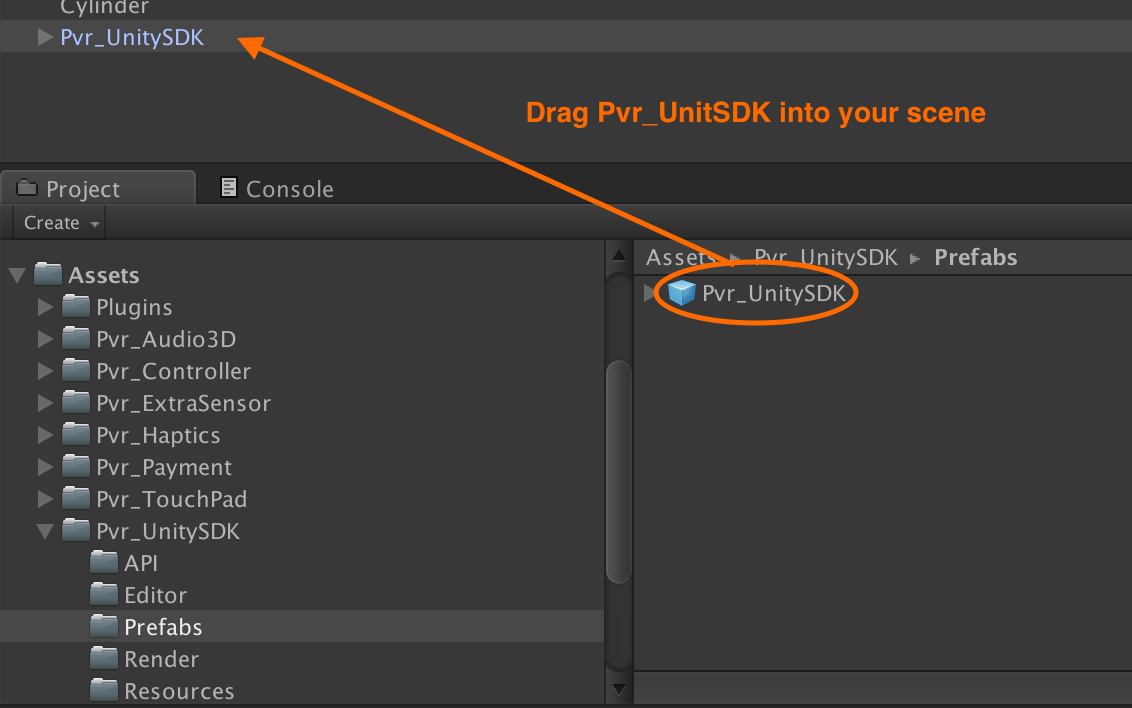 Cylinder
Pvr_UnitySDK
Drag Pvr_UnitSDK into your scene
Project
Console
Create
Assets
Plugins
Pvr_Audio3D
Pvr_Controller
Pvr_ExtraSensor
Pvr_Haptics
Pvr_Payment
Pvr_TouchPad
Pvr_UnitySDK
API
Editor
Prefabs
Render
Resources
Assets Pvr_UnitySDK Prefabs
Pvr_UnitySDK